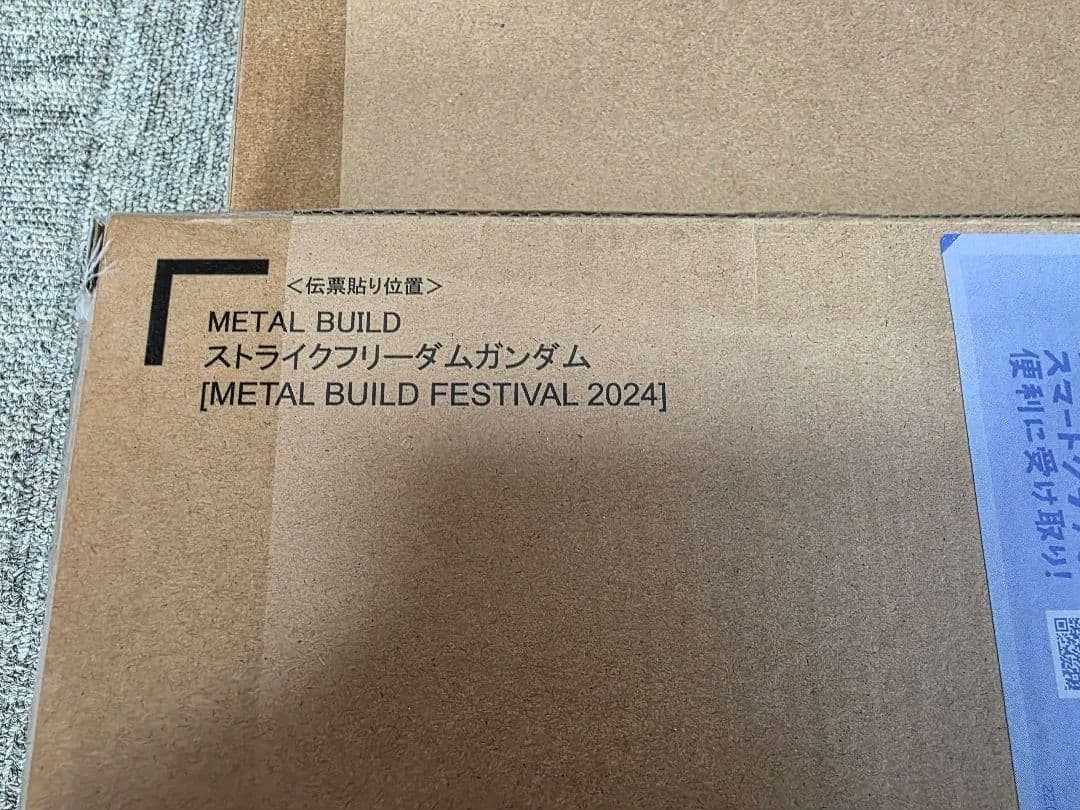 ＜伝票貼り位置＞
METAL BUILD
ストライクフリーダムガンダム
[METAL BUILD FESTIVAL 2024]
便利に受け取り!